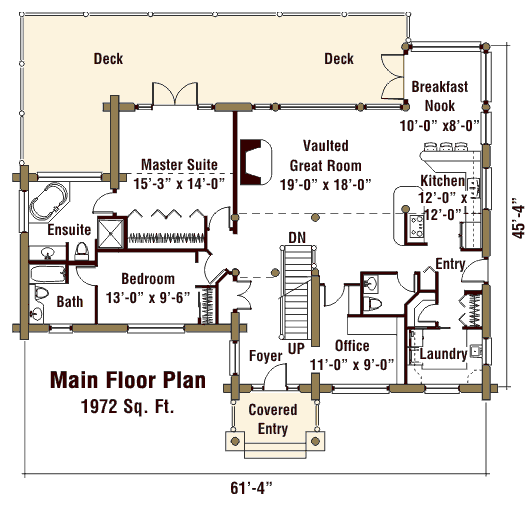 Deck
Deck
Breakfast
Nook
10'-0" x8'-0"
Vaulted
Great Room
19'-0" x 18'-0"
Master Suite
15'-3" x 14'-0"
Kitchen
12'-0" x
12'-0"
Ensuite
45'-4"
DN
Entry
Bedroom
13'-0" x 9'-6"
Bath
UP
Foyer
Office
11'-0" x 9'-0"
Laundry
Main Floor Plan
1972 Sq. Ft.
Covered
Entry
61'-4"